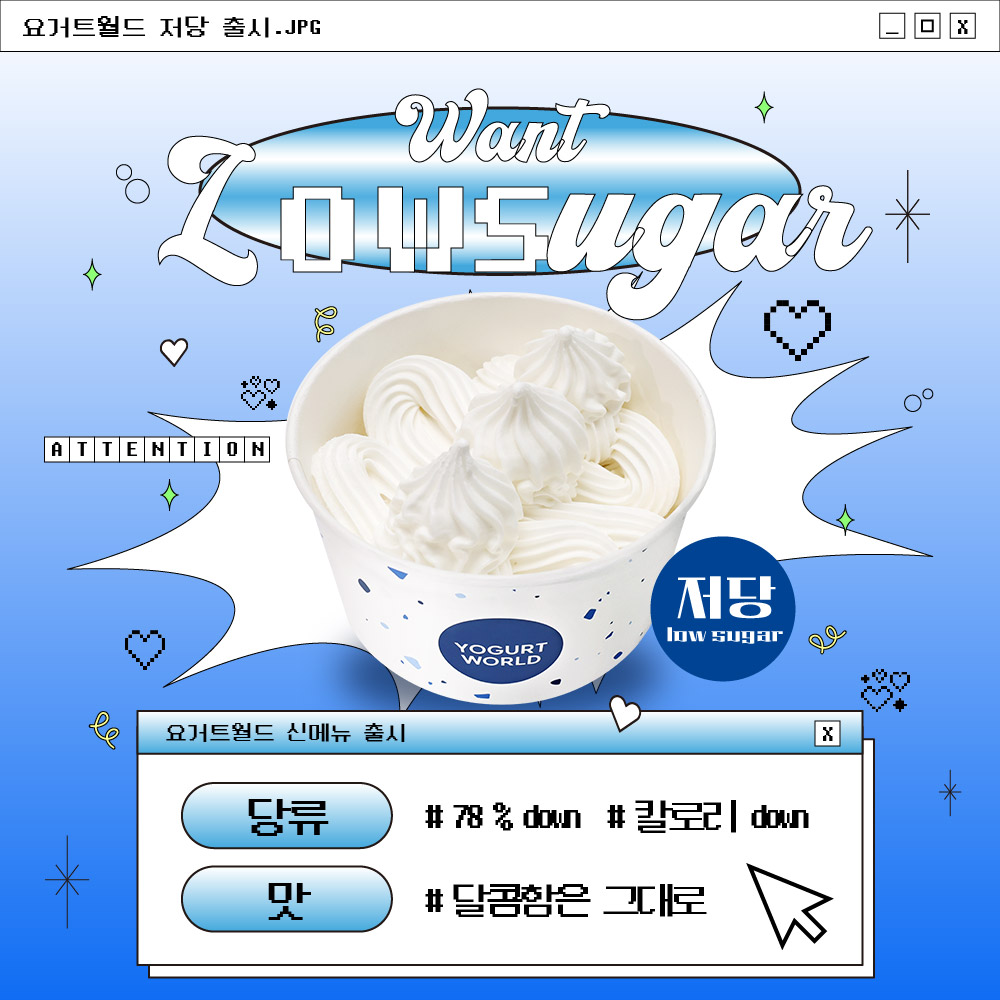 요거트월드 저당 출시.JPG
_ □ X
Want
Low Sugar
ATTENTION
YOGURT
WORLD
저당
low sugar
요거트월드 신메뉴 출시
X
당류
# 78 % down # 칼로리 down
맛
# 달콤함은 그대로